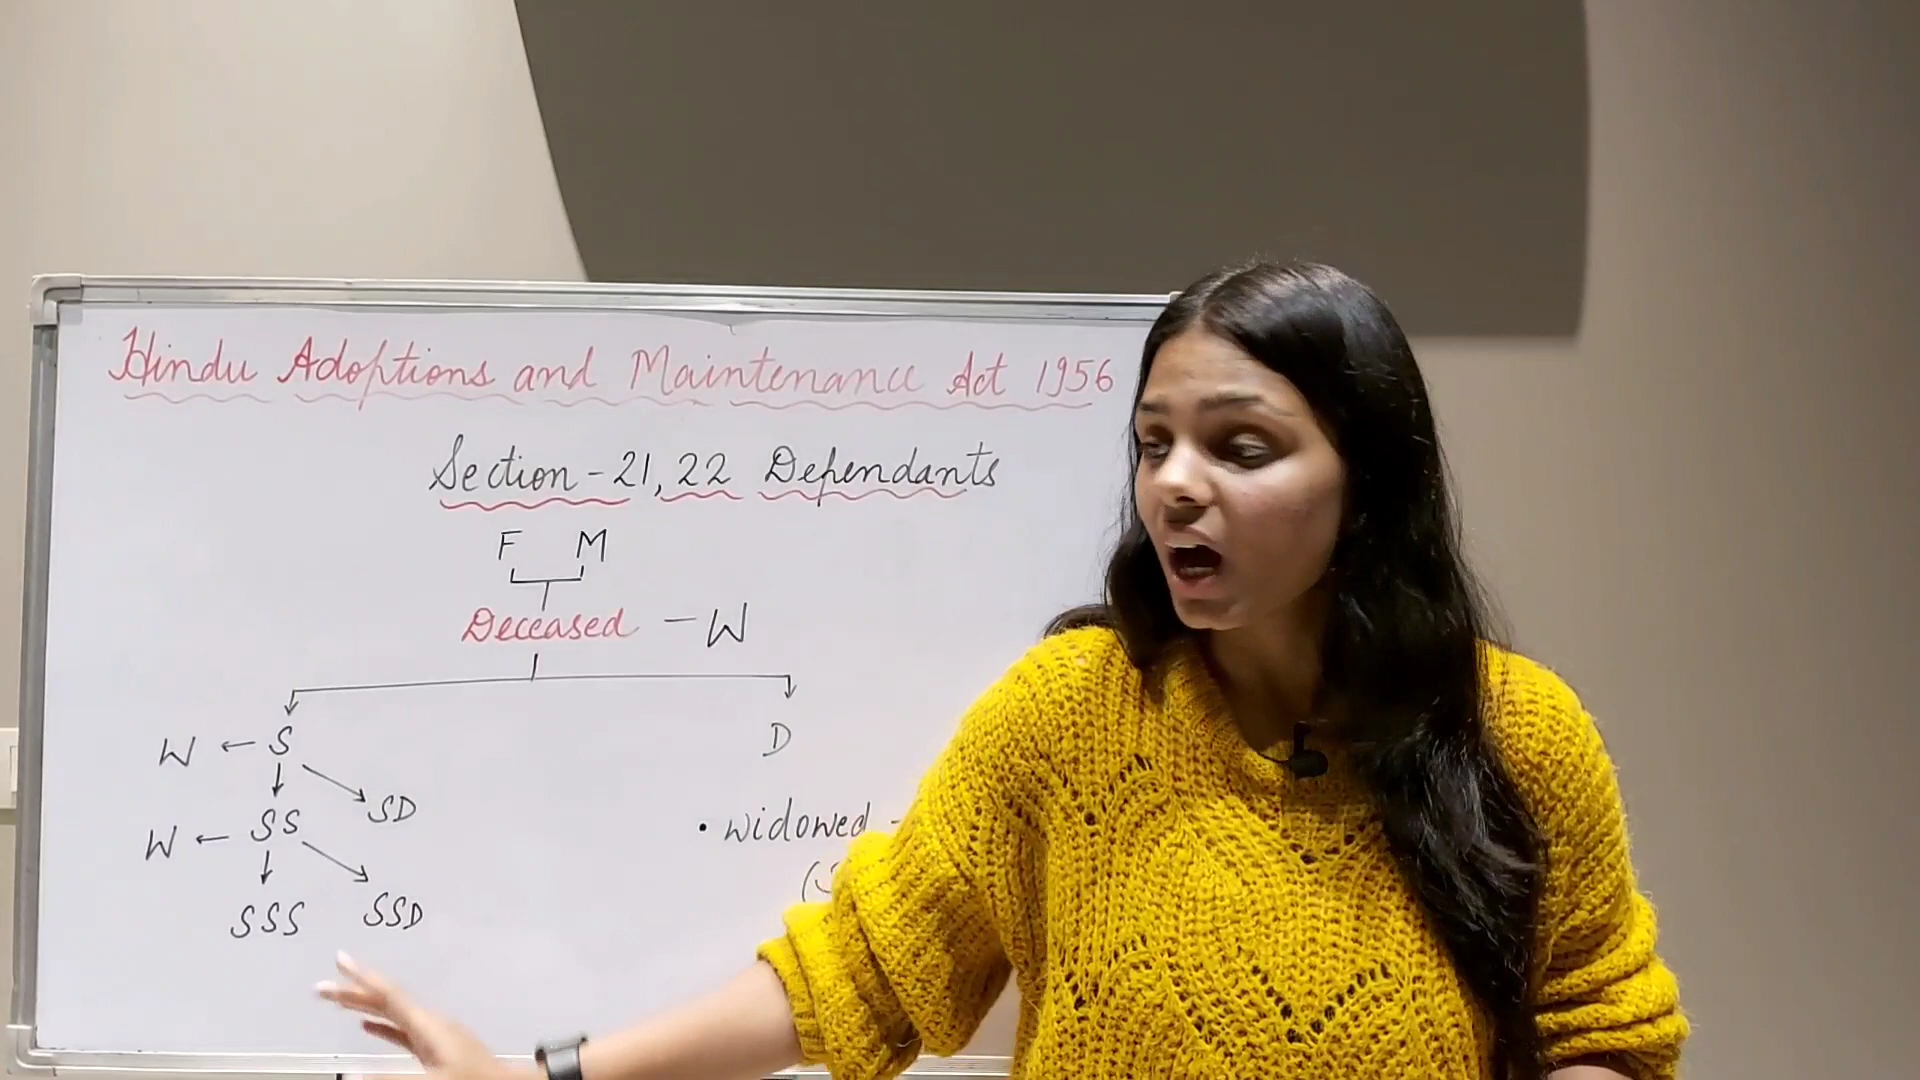 Hindu Adoptions and Maintenance Act 1956
Section - 21, 22 Dependants
F M
Deceased - W
W ← S D
SD
• widowed -
W ← SS
SSS SSD